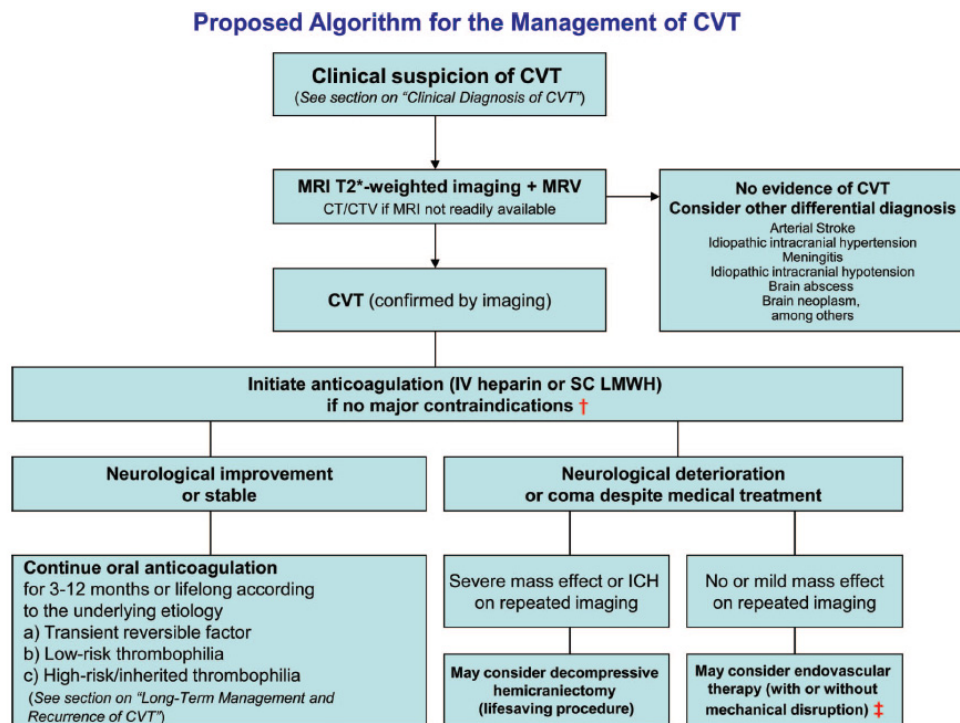 Proposed Algorithm for the Management of CVT
Clinical suspicion of CVT
(See section on “Clinical Diagnosis of CVT”)
MRI T2*-weighted imaging + MRV
CT/CTV if MRI not readily available
No evidence of CVT
Consider other differential diagnosis
Arterial Stroke
Idiopathic intracranial hypertension
Meningitis
Idiopathic intracranial hypotension
Brain abscess
Brain neoplasm,
among others
CVT (confirmed by imaging)
Initiate anticoagulation (IV heparin or SC LMWH)
if no major contraindications †
Neurological improvement
or stable
Neurological deterioration
or coma despite medical treatment
Continue oral anticoagulation
for 3-12 months or lifelong according
to the underlying etiology
a) Transient reversible factor
b) Low-risk thrombophilia
c) High-risk/inherited thrombophilia
(See section on “Long-Term Management and
Recurrence of CVT”)
Severe mass effect or ICH
on repeated imaging
No or mild mass effect
on repeated imaging
May consider decompressive
hemicraniectomy
(lifesaving procedure)
May consider endovascular
therapy (with or without
mechanical disruption) ‡